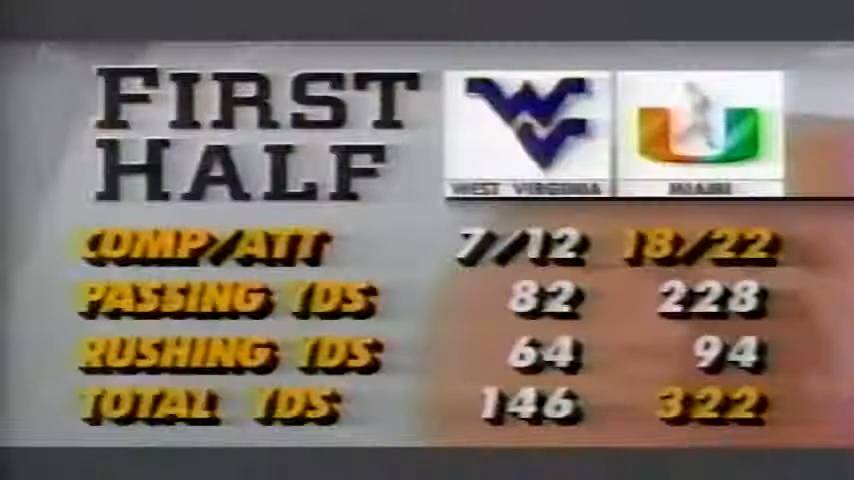 FIRST
HALF
WEST VIRGINIA MIAMI
COMP/ATT 7/12 18/22
PASSING YDS 82 228
RUSHING YDS 64 94
TOTAL YDS 146 322